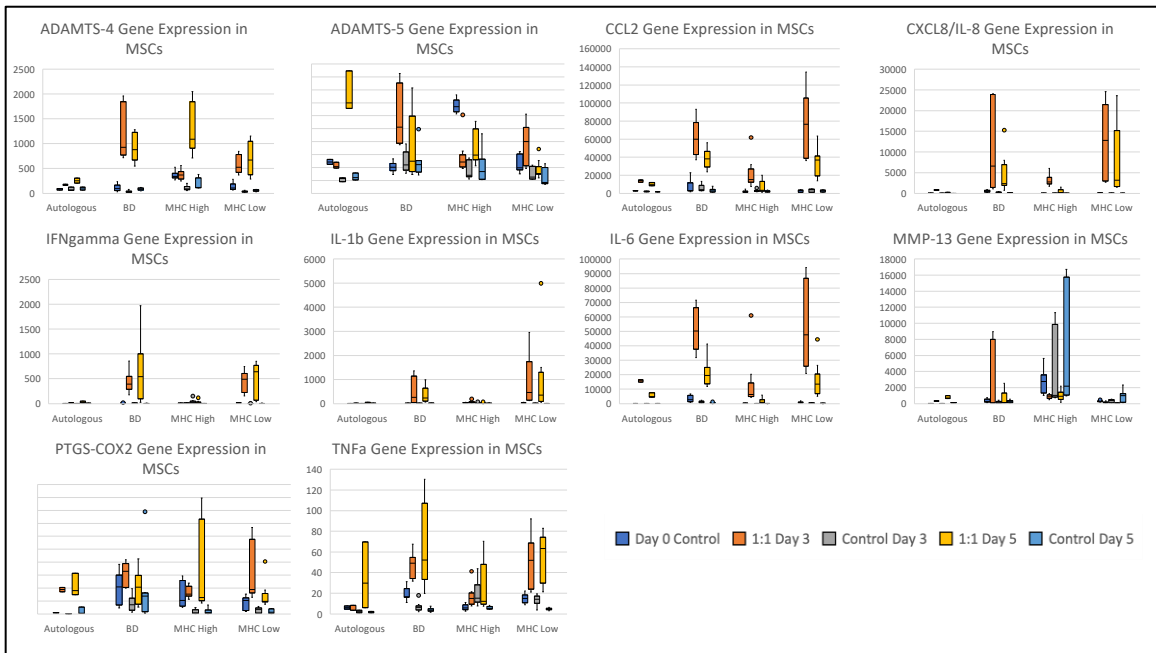 ADAMTS-4 Gene Expression in
MSCs
2500
2000
1500
1000
500
0
Autologous BD MHC High MHC Low
ADAMTS-5 Gene Expression in
MSCs
Autologous BD MHC High MHC Low
CCL2 Gene Expression in MSCs
160000
140000
120000
100000
80000
60000
40000
20000
0
Autologous BD MHC High MHC Low
CXCL8/IL-8 Gene Expression in
MSCs
30000
25000
20000
15000
10000
5000
0
Autologous BD MHC High MHC Low
IFNgamma Gene Expression in
MSCs
2500
2000
1500
1000
500
0
Autologous BD MHC High MHC Low
IL-1b Gene Expression in MSCs
6000
5000
4000
3000
2000
1000
0
Autologous BD MHC High MHC Low
IL-6 Gene Expression in MSCs
100000
90000
80000
70000
60000
50000
40000
30000
20000
10000
0
Autologous BD MHC High MHC Low
MMP-13 Gene Expression in MSCs
18000
16000
14000
12000
10000
8000
6000
4000
2000
0
Autologous BD MHC High MHC Low
PTGS-COX2 Gene Expression in
MSCs
Autologous BD MHC High MHC Low
TNFa Gene Expression in MSCs
140
120
100
80
60
40
20
0
Autologous BD MHC High MHC Low
Day 0 Control 1:1 Day 3 Control Day 3 1:1 Day 5 Control Day 5